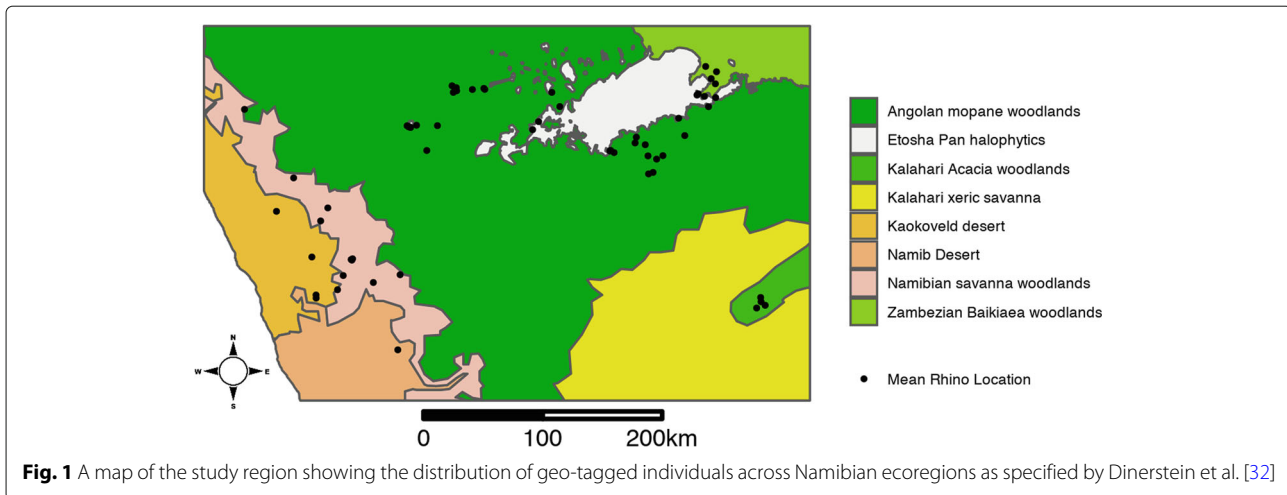 Angolan mopane woodlands
Etosha Pan halophytics
Kalahari Acacia woodlands
Kalahari xeric savanna
Kaokoveld desert
Namib Desert
Namibian savanna woodlands
Zambezian Baikiaea woodlands
Mean Rhino Location
N
W E
S
0 100 200km
Fig. 1 A map of the study region showing the distribution of geo-tagged individuals across Namibian ecoregions as specified by Dinerstein et al. [32]